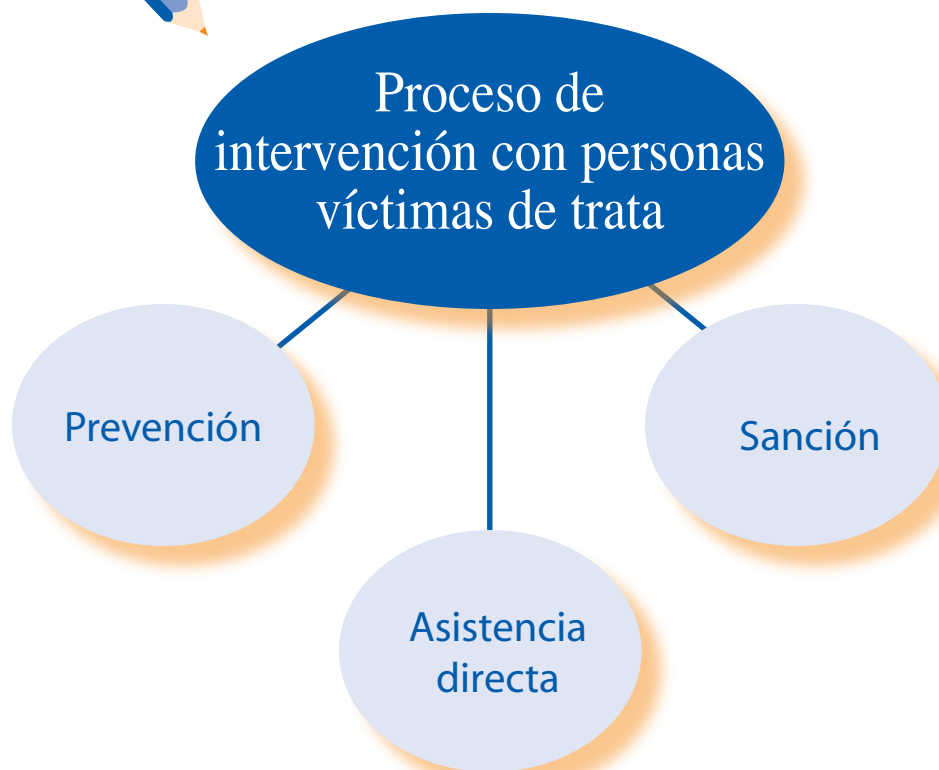 Proceso de
intervención con personas
víctimas de trata
Prevención
Sanción
Asistencia
directa